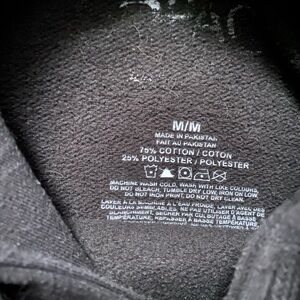 M/M
MADE IN PAKISTAN
FAIT AU PAKISTAN
75% COTTON / COTON
25% POLYESTER / POLYESTER
MACHINE WASH COLD, WASH WITH LIKE COLOURS,
DO NOT BLEACH, TUMBLE DRY LOW, IRON ON LOW,
DO NOT IRON PRINT, DO NOT DRY CLEAN.
LAVER A LA MACHINE A L'EAU FROIDE, LAVER AVEC DES
COULEURS SEMBLABLES, NE PAS UTILISER D'AGENT DE
BLANCHIMENT, SECHER PAR CULBUTAGE A BASSE
TEMPERATURE, REPASSER A BASSE TEMPERATURE.